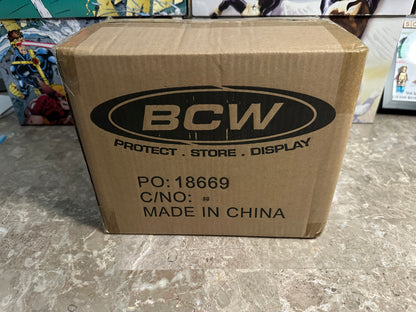 BCW
PROTECT . STORE . DISPLAY
PO: 18669
C/NO:
MADE IN CHINA